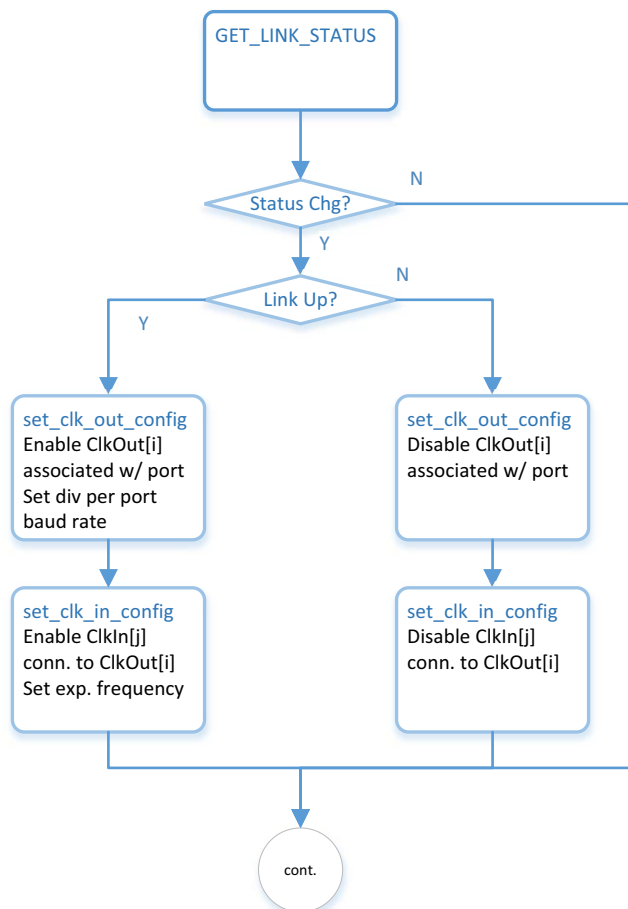 GET_LINK_STATUS
Status Chg?
N
Y
Link Up?
N
Y
set_clk_out_config
Enable ClkOut[i]
associated w/ port
Set div per port
baud rate
set_clk_out_config
Disable ClkOut[i]
associated w/ port
set_clk_in_config
Enable ClkIn[j]
conn. to ClkOut[i]
Set exp. frequency
set_clk_in_config
Disable ClkIn[j]
conn. to ClkOut[i]
cont.